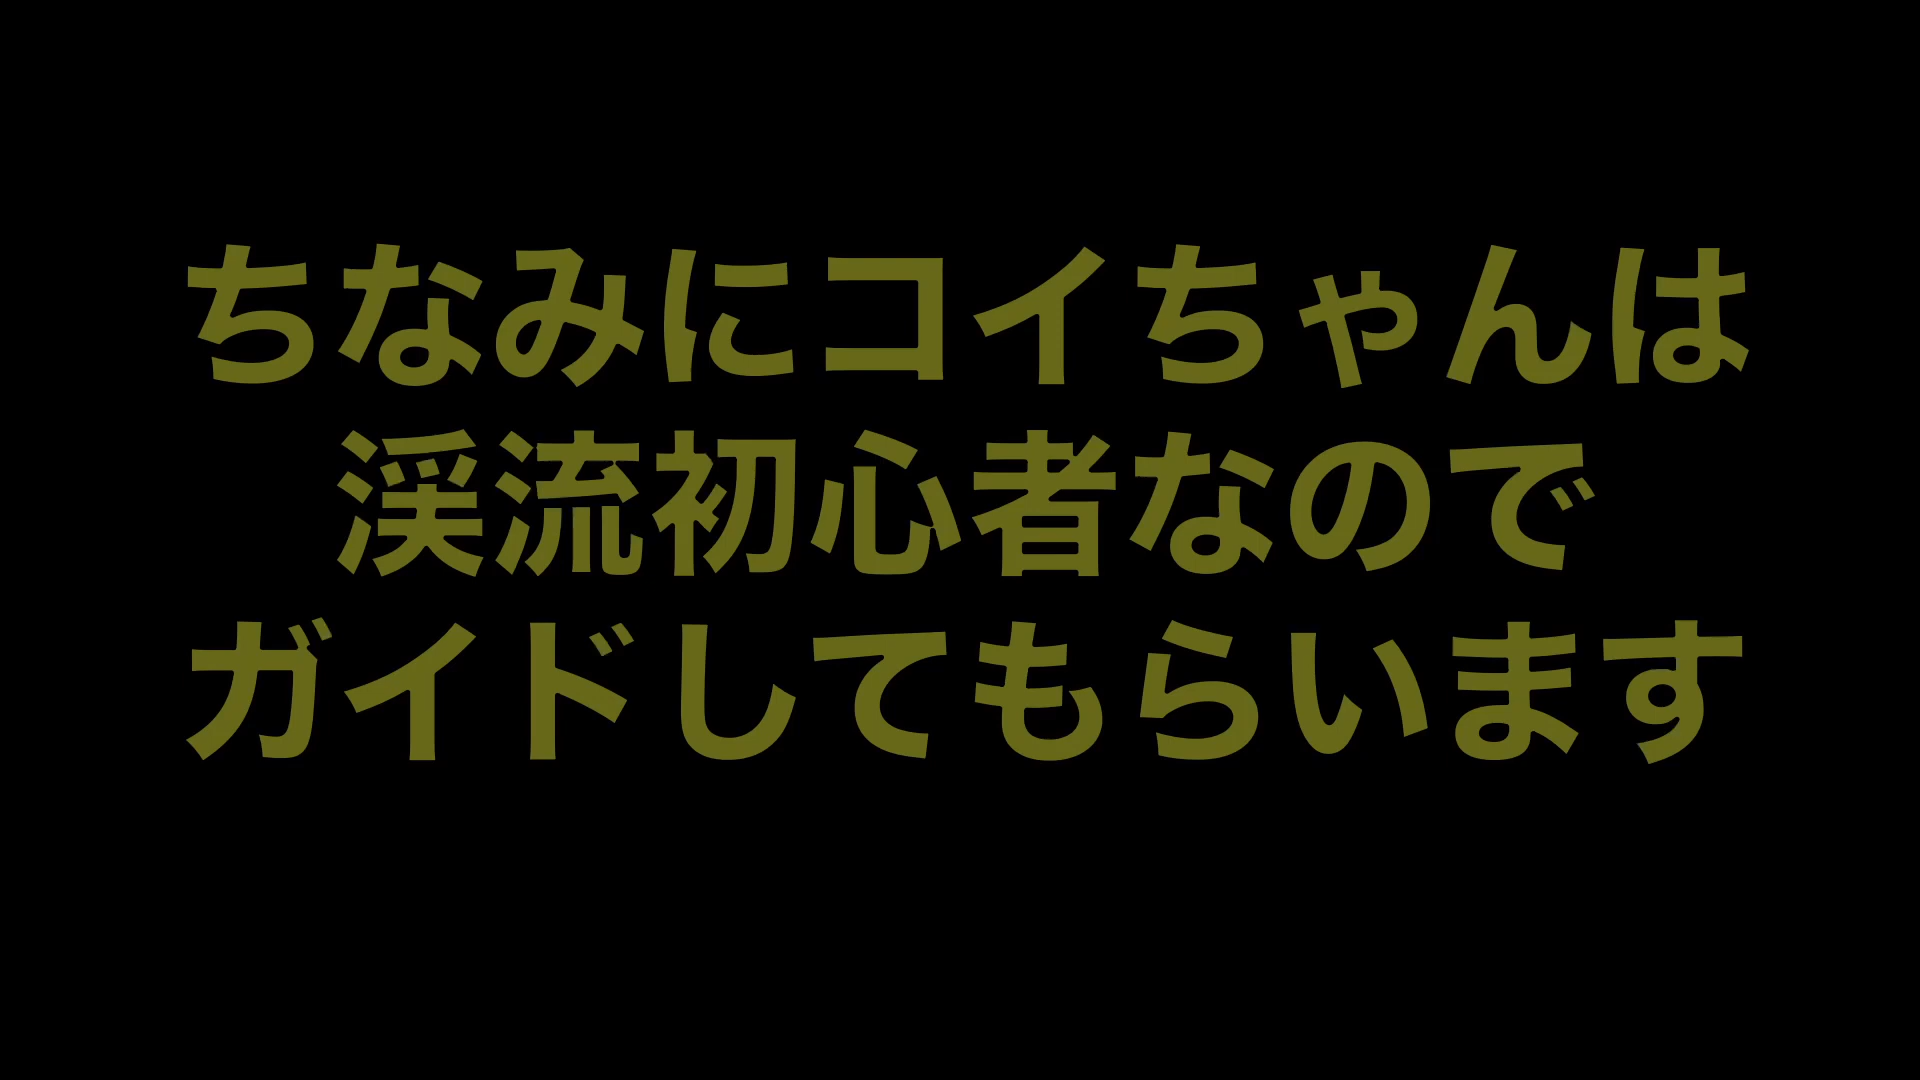 ちなみにコイちゃんは
渓流初心者なので
ガイドしてもらいます